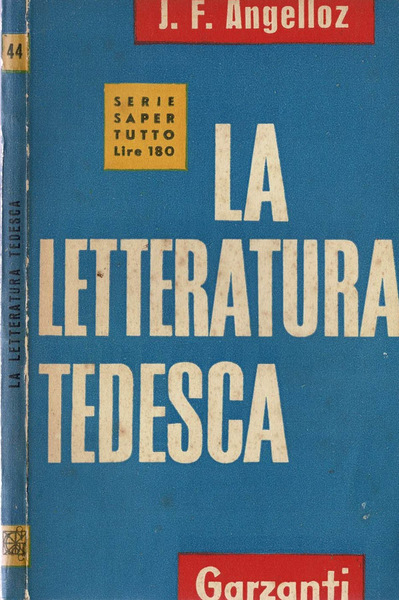 J. F. Angelloz
44
SERIE
SAPER
TUTTO
Lire 180
LA
LETTERATURA
TEDESCA
LA LETTERATURA TEDESCA
Garzanti